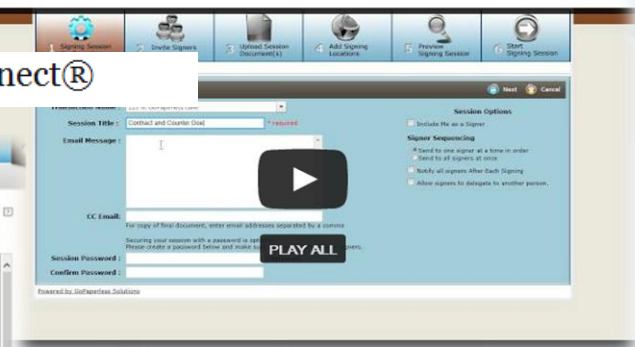 1 Signing Session
2 Invite Signers
3 Upload Session Document(s)
4 Add Signing Locations
5 Preview Signing Session
6 Start Signing Session
nect®
Next Cancel
Session Title : Contract and Counter Doe * required
Email Message :
CC Email:
For copy of final document, enter email addresses separated by a comma
Securing your session with a password is
Please create a password below and make
Session Password :
Confirm Password :
Session Options
Include Me as a Signer
Signer Sequencing
Send to one signer at a time in order
Send to all signers at once
Notify all signers After Each Signing
Allow signers to delegate to another person.
PLAY ALL
Powered by GoPaperless Solutions